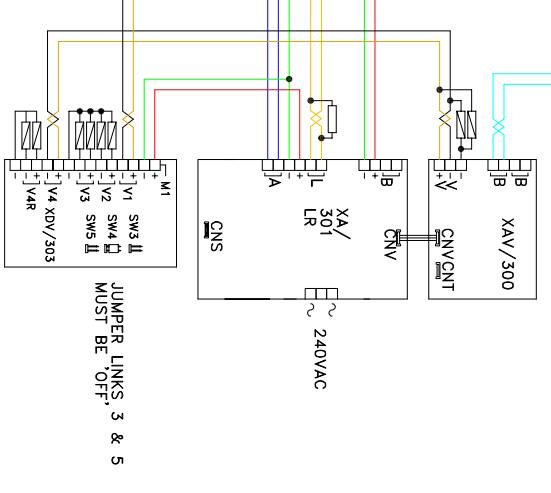 - - + - + - + - + - + M1
V4R V4 V3 V2 V1
XDV/303
SW5 SW4 SW3
JUMPER LINKS 3 & 5
MUST BE 'OFF'
A - + L - + B
XA/
301
LR
CNS
CNV
240VAC
+ V -
V
B B
XAV/300
CNV
CNT